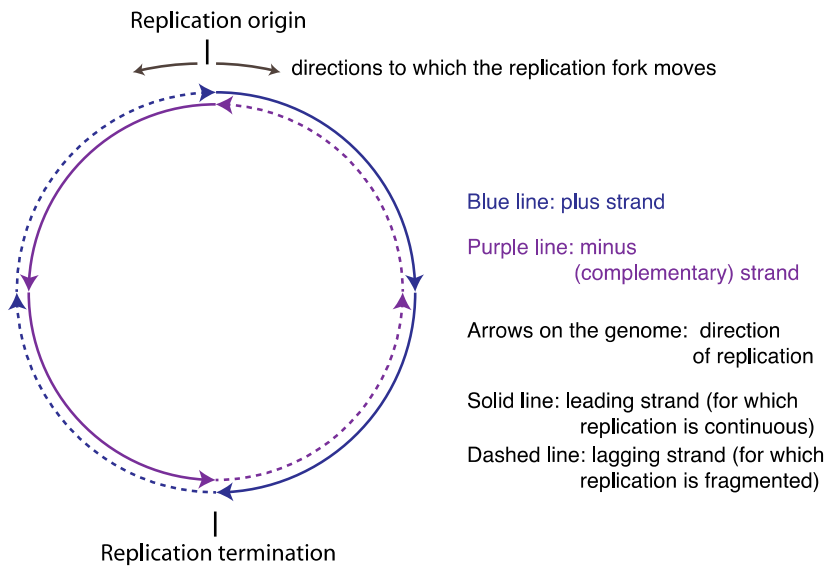 Replication origin
directions to which the replication fork moves
Blue line: plus strand
Purple line: minus
(complementary) strand
Arrows on the genome: direction
of replication
Solid line: leading strand (for which
replication is continuous)
Dashed line: lagging strand (for which
replication is fragmented)
Replication termination